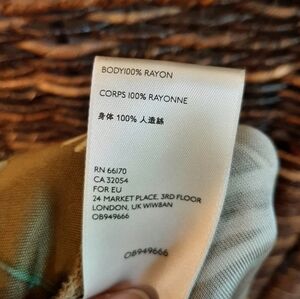 BODY100% RAYON
CORPS 100% RAYONNE
身体 100% 人造絲
RN 66170
CA 32054
FOR EU
24 MARKET PLACE, 3RD FLOOR
LONDON, UK W1W8AN
OB949666
OB949666